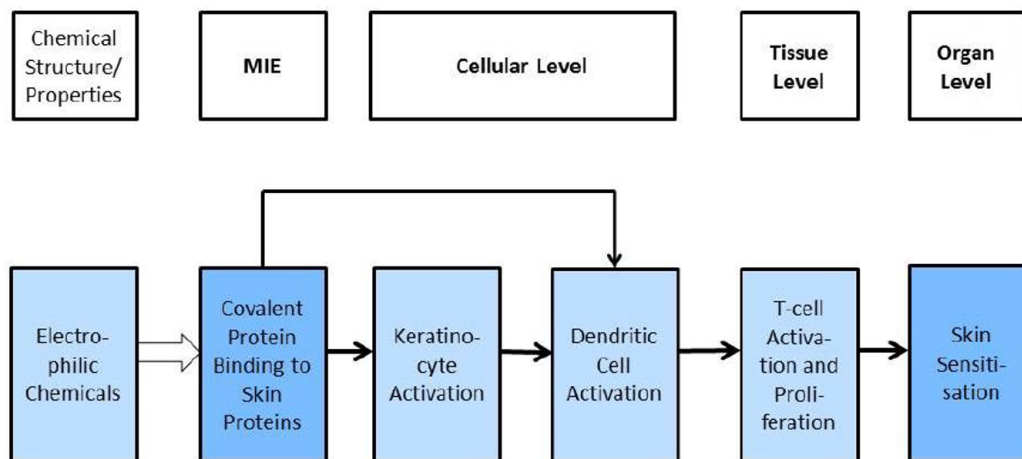 Chemical
Structure/
Properties
MIE
Cellular Level
Tissue
Level
Organ
Level
Electro-
philic
Chemicals
Covalent
Protein
Binding to
Skin
Proteins
Keratino-
cyte
Activation
Dendritic
Cell
Activation
T-cell
Activa-
tion and
Proli-
feration
Skin
Sensiti-
sation